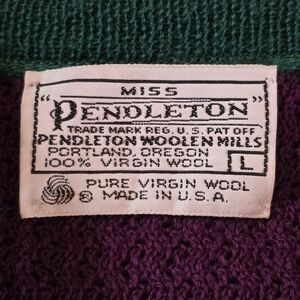 MISS
"PENDLETON"
TRADE MARK REG. U.S. PAT OFF
PENDLETON WOOLEN MILLS
PORTLAND, OREGON
100% VIRGIN WOOL L
PURE VIRGIN WOOL
® MADE IN U.S.A.